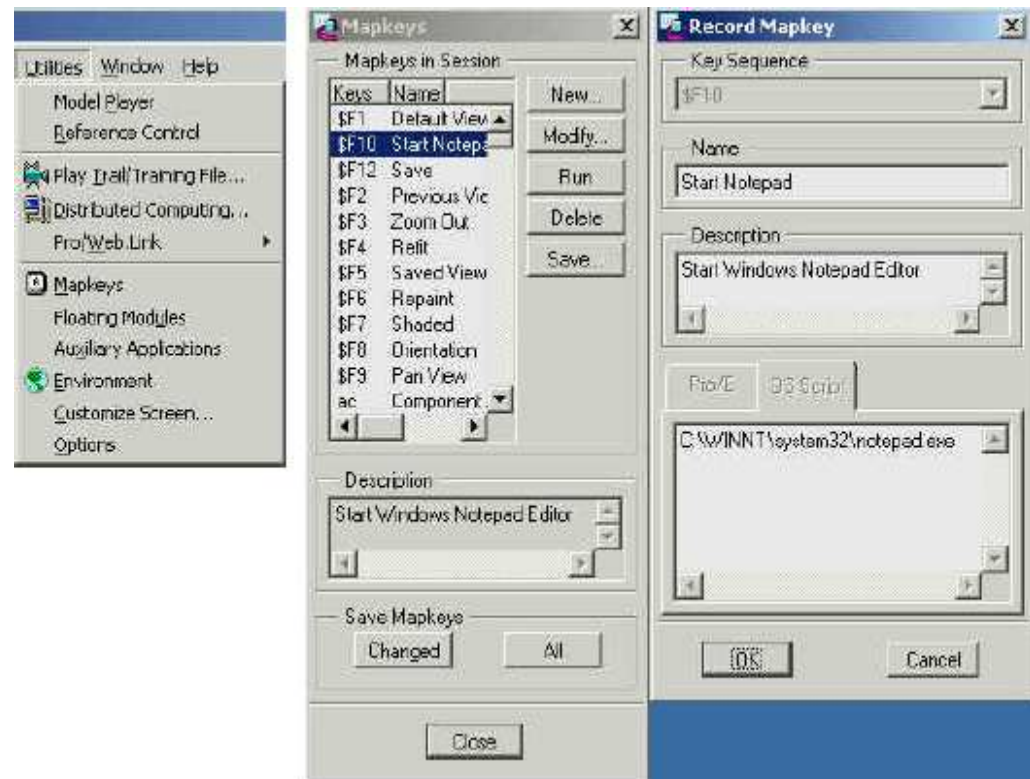 Utilities Window Help
Model Player
Reference Control
Play Trail/Training File...
Distributed Computing...
Pro/Web.Link
Mapkeys
Floating Modules
Auxiliary Applications
Environment
Customize Screen...
Options
Mapkeys
Mapkeys in Session
Keys Name
$F1 Default View
$F10 Start Notepa
$F12 Save
$F2 Previous Vie
$F3 Zoom Out
$F4 Refit
$F5 Saved View
$F6 Repaint
$F7 Shaded
$F8 Orientation
$F9 Pan View
ac Component
New...
Modify...
Run
Delete
Save...
Description
Start Windows Notepad Editor
Save Mapkeys
Changed All
Close
Record Mapkey
Key Sequence
$F10
Name
Start Notepad
Description
Start Windows Notepad Editor
Pro/E OS Script
C:\WINNT\system32\notepad.exe
OK Cancel